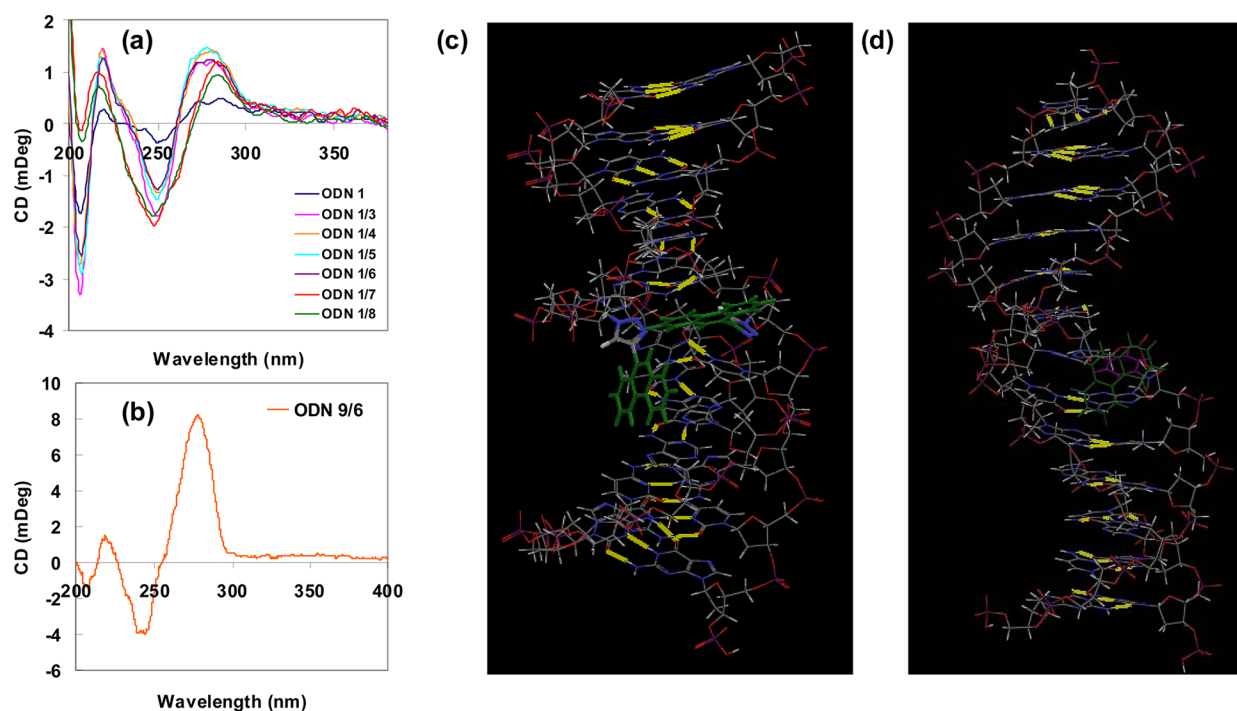 (a)
2
1
0
-1
-2
-3
-4
CD (mDeg)
200 250 300 350
ODN 1
ODN 1/3
ODN 1/4
ODN 1/5
ODN 1/6
ODN 1/7
ODN 1/8
Wavelength (nm)
(b)
10
8
6
4
2
0
-2
-4
-6
CD (mDeg)
200 250 300 350 400
ODN 9/6
Wavelength (nm)
(c)
(d)